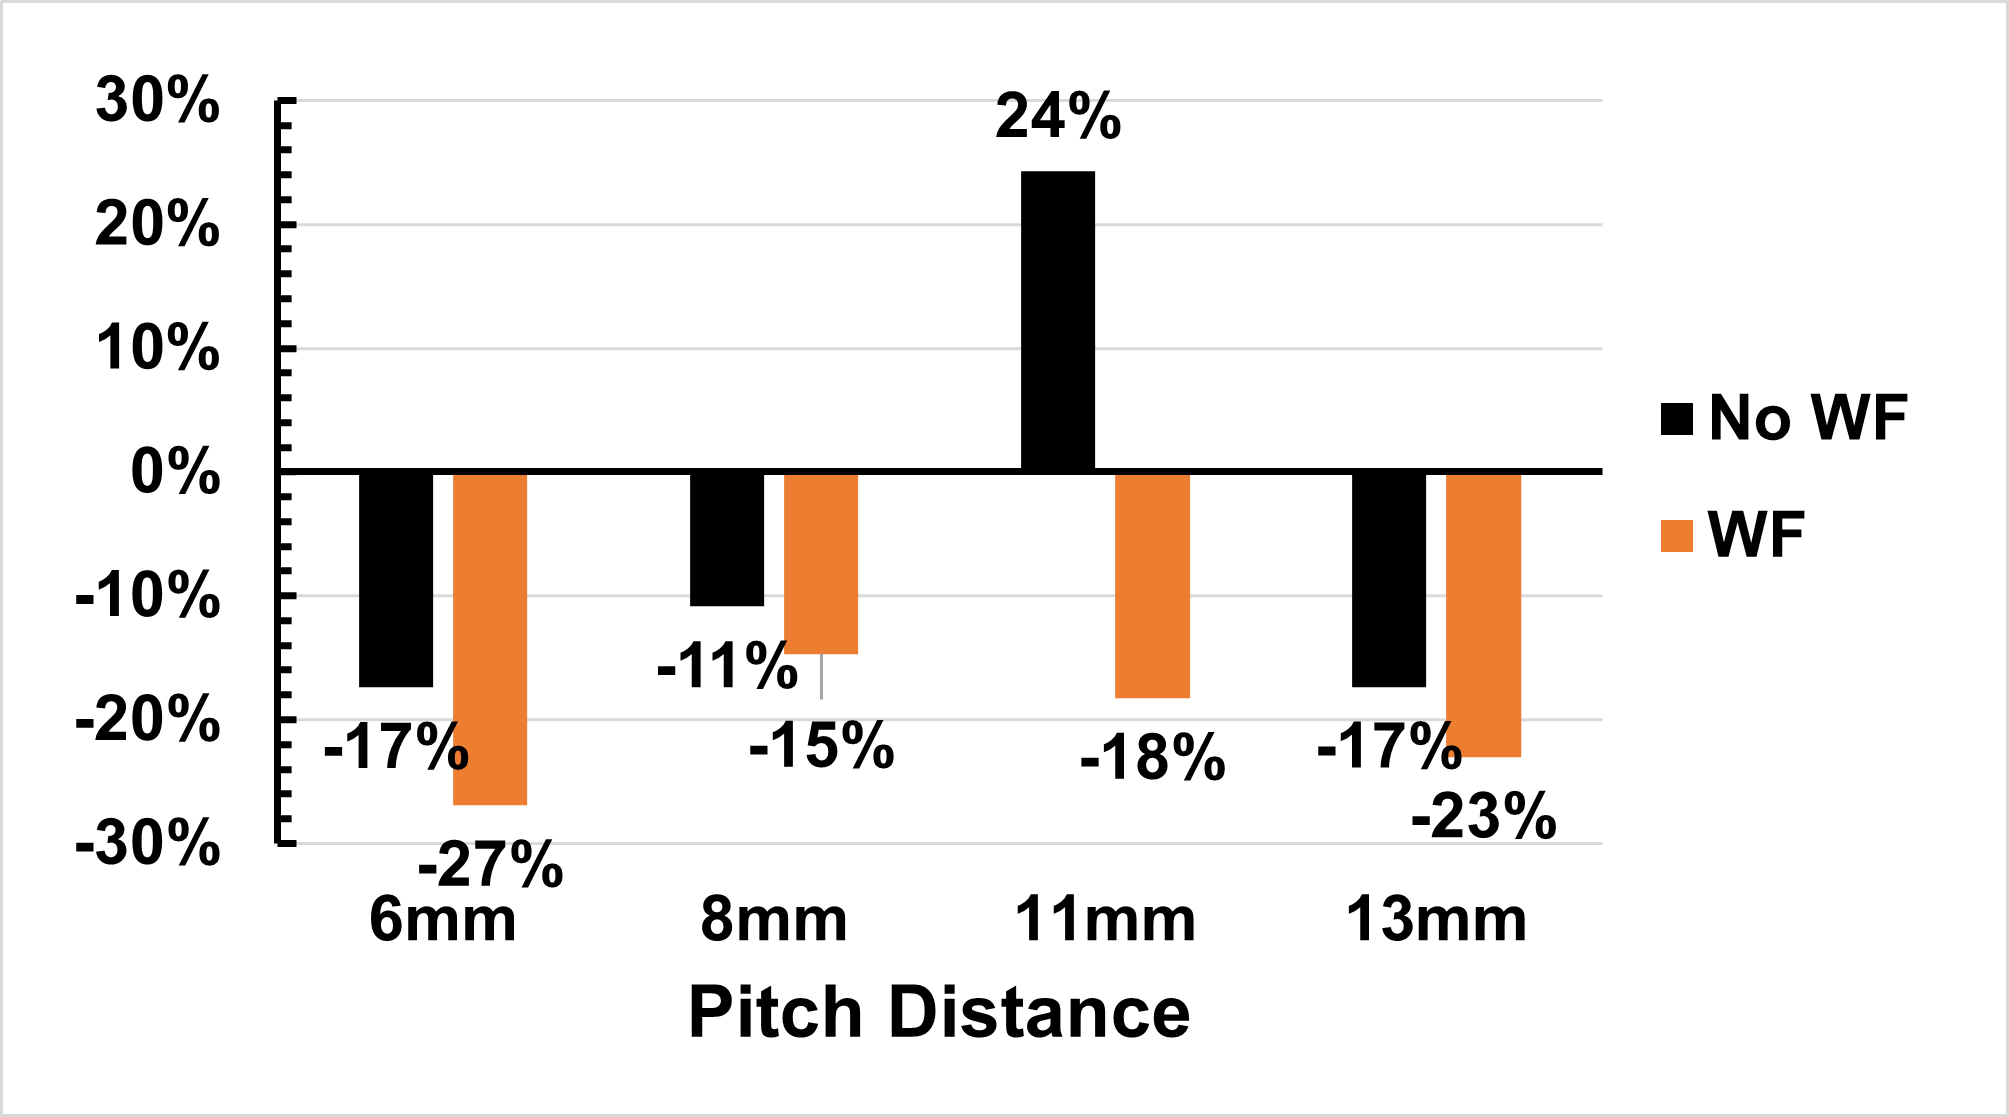 30%
20%
10%
0%
-10%
-20%
-30%
24%
-17%
-27%
-11%
-15%
-18%
-17%
-23%
6mm
8mm
11mm
13mm
Pitch Distance
No WF
WF